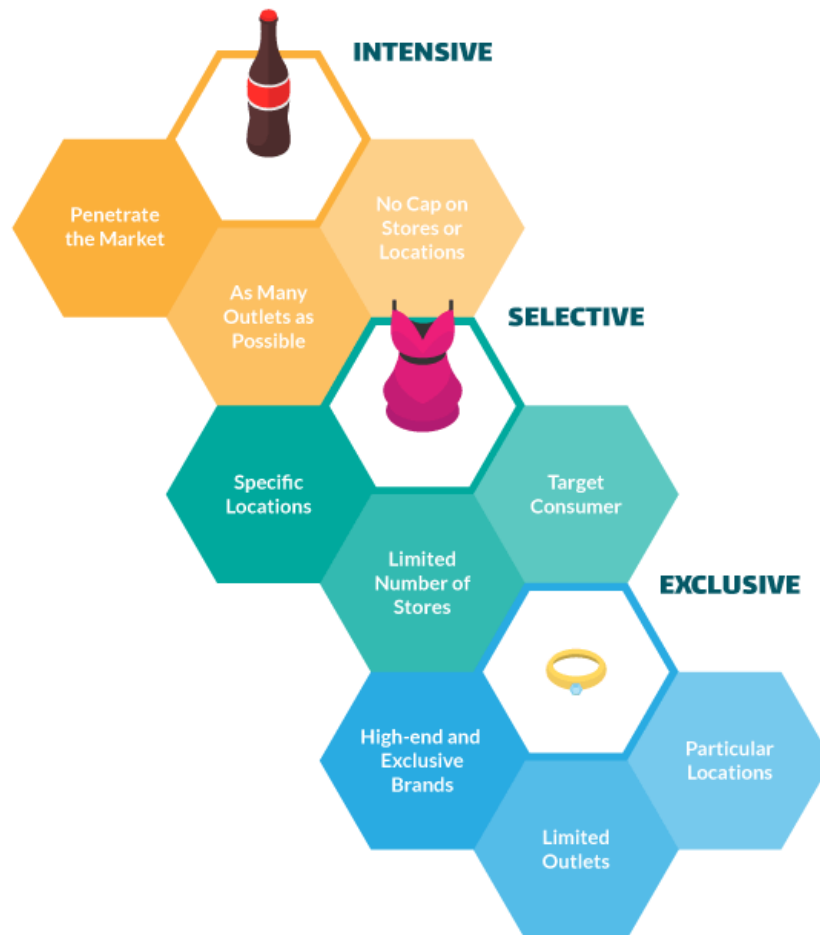 INTENSIVE
Penetrate
the Market
No Cap on
Stores or
Locations
As Many
Outlets as
Possible
SELECTIVE
Specific
Locations
Target
Consumer
Limited
Number of
Stores
EXCLUSIVE
High-end and
Exclusive
Brands
Particular
Locations
Limited
Outlets